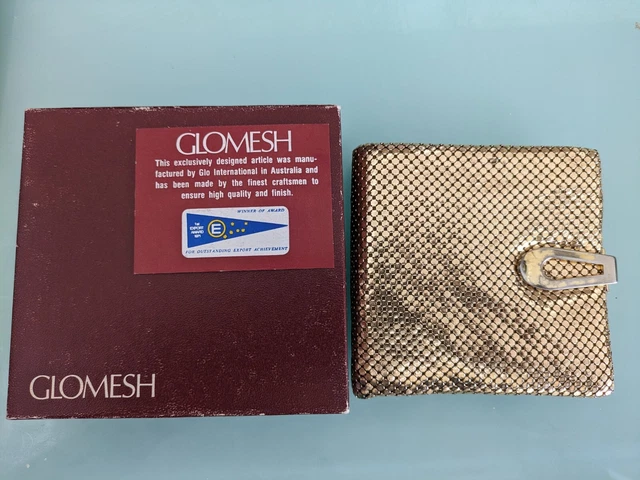 GLOMESH
This exclusively designed article was manu-
factured by Glo International in Australia and
has been made by the finest craftsmen to
ensure high quality and finish.
WINNER OF AWARD
EXPORT
AWARD
E
FOR OUTSTANDING EXPORT ACHIEVEMENT
GLOMESH